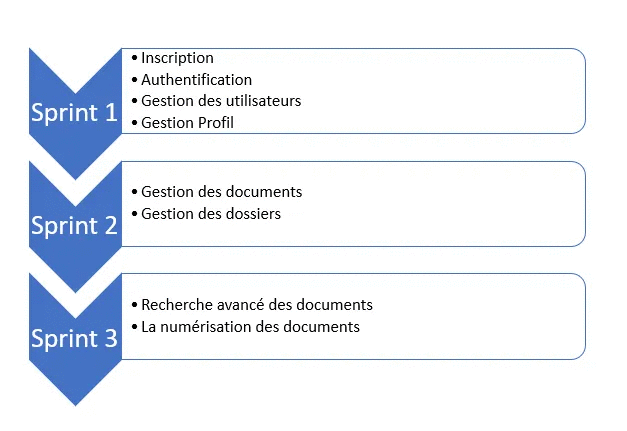 Sprint 1
• Inscription
• Authentification
• Gestion des utilisateurs
• Gestion Profil
Sprint 2
• Gestion des documents
• Gestion des dossiers
Sprint 3
• Recherche avancé des documents
• La numérisation des documents